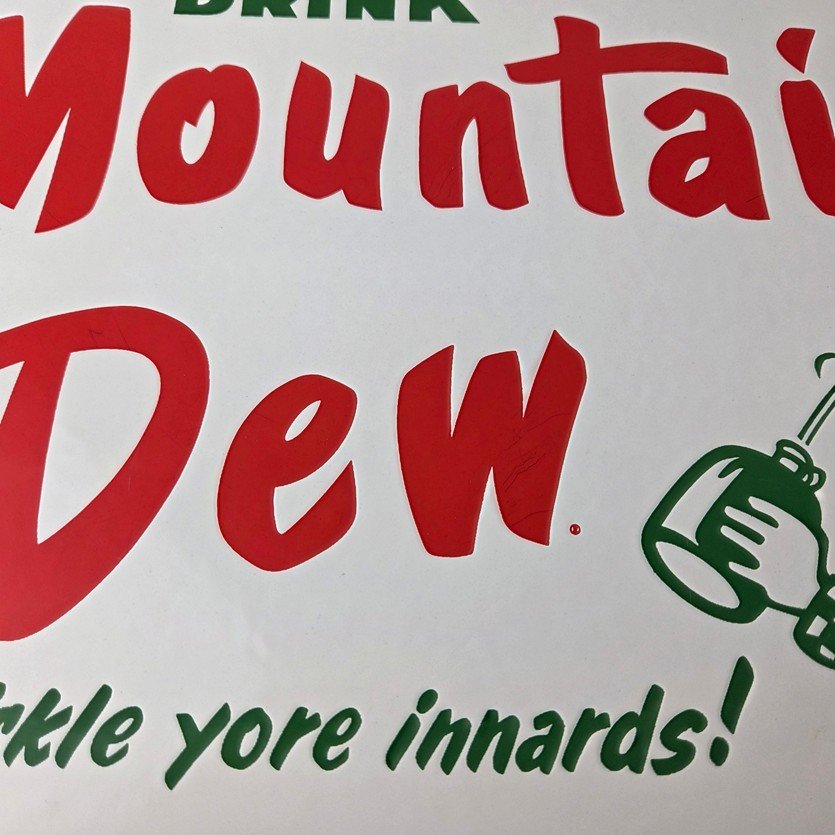 DRINK
Mountai
Dew.
rkle yore innards!